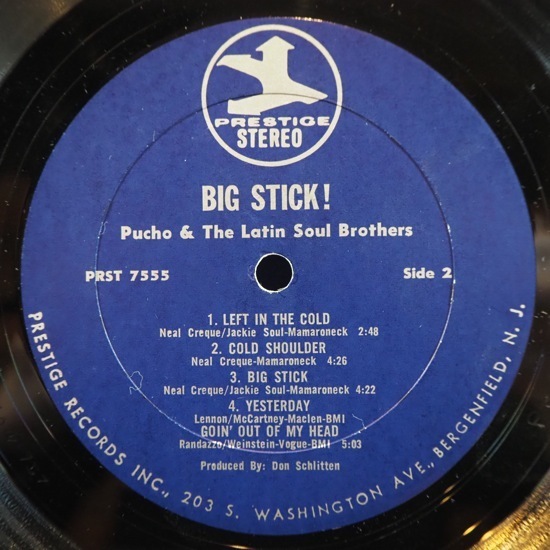 PRESTIGE
STEREO
BIG STICK!
Pucho & The Latin Soul Brothers
PRST 7555
Side 2
1. LEFT IN THE COLD
Neal Creque/Jackie Soul-Mamaroneck 2:48
2. COLD SHOULDER
Neal Creque-Mamaroneck 4:26
3. BIG STICK
Neal Creque/Jackie Soul-Mamaroneck 4:22
4. YESTERDAY
Lennon/McCartney-Maclen-BMI
GOIN' OUT OF MY HEAD
Randazzo/Weinstein-Vogue-BMI 5:03
Produced By: Don Schlitten
PRESTIGE RECORDS INC., 203 S. WASHINGTON AVE., BERGENFIELD, N. J.